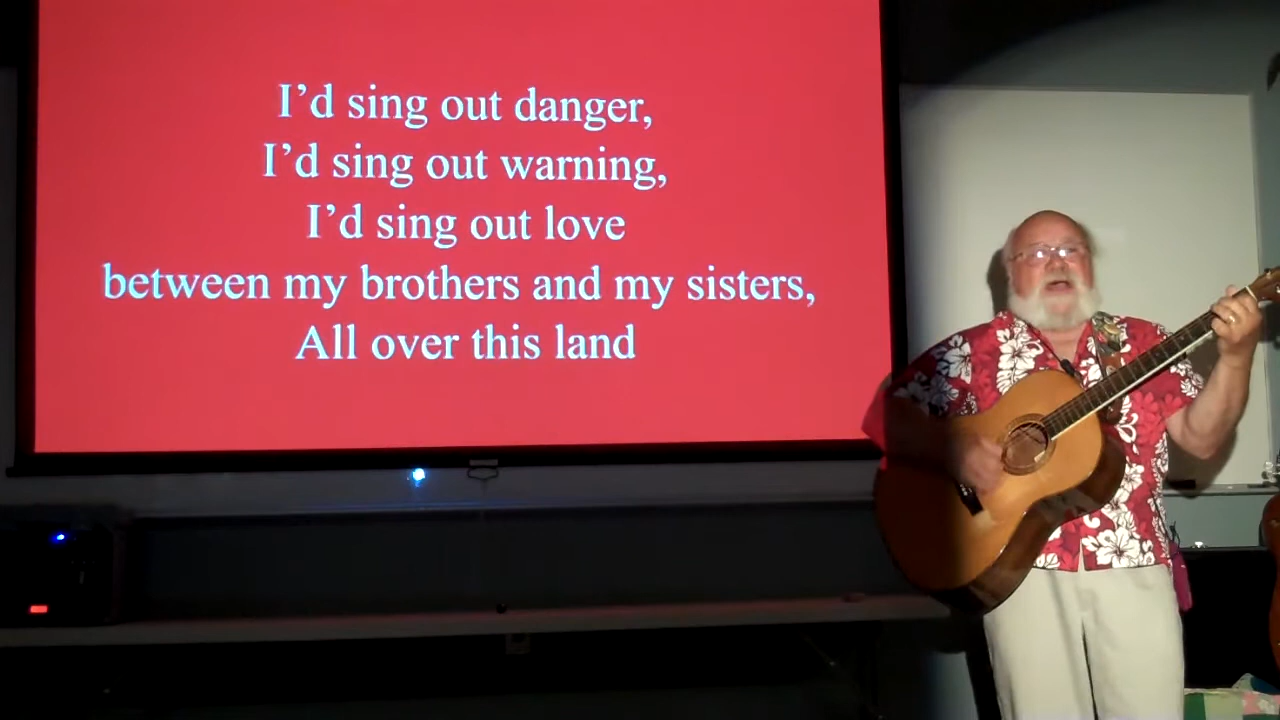 I’d sing out danger,
I’d sing out warning,
I’d sing out love
between my brothers and my sisters,
All over this land